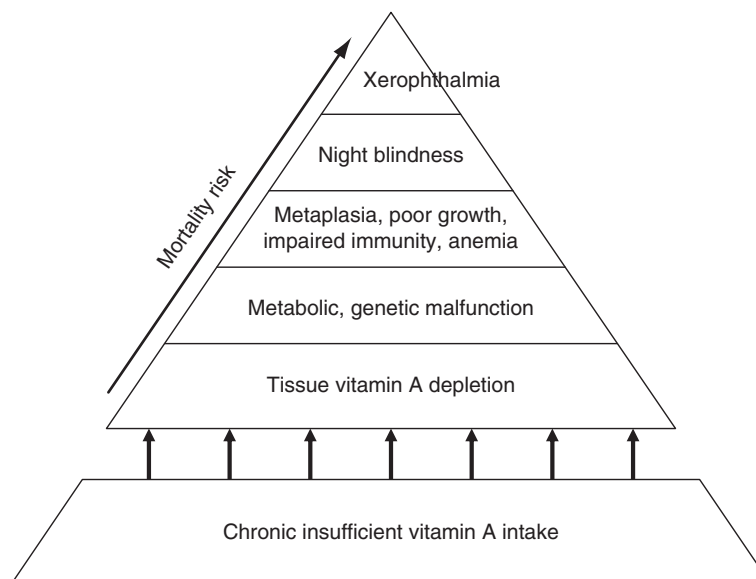 Xerophthalmia
Night blindness
Mortality risk
Metaplasia, poor growth,
impaired immunity, anemia
Metabolic, genetic malfunction
Tissue vitamin A depletion
Chronic insufficient vitamin A intake